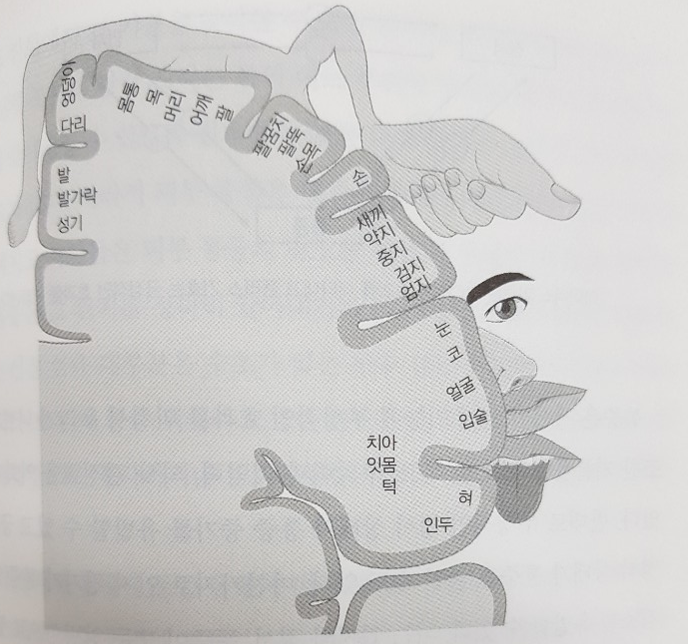 엉덩이
다리
발
발가락
성기
몸통
목
머리
어깨
팔
팔꿈치
팔뚝
손목
손
새끼
약지
중지
검지
엄지
눈
코
얼굴
입술
치아
잇몸
턱
혀
인두